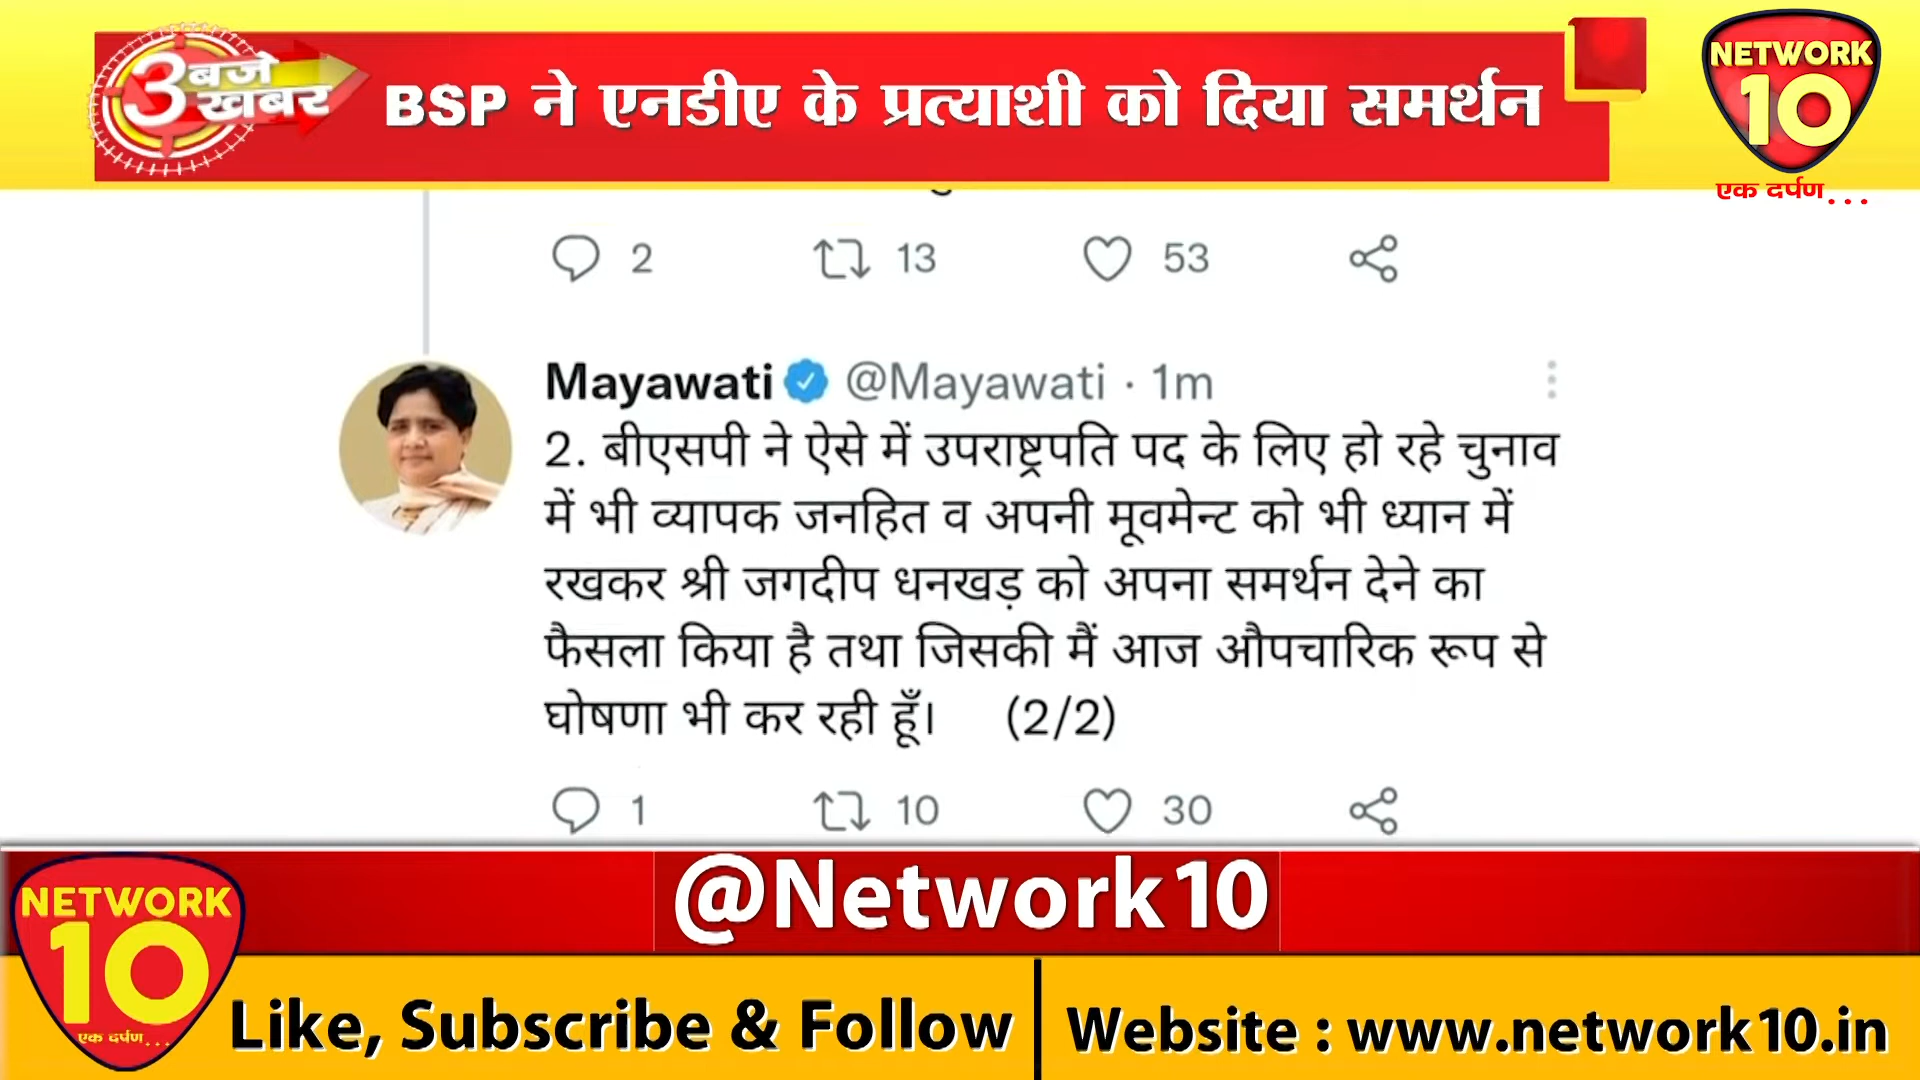 3 बजे
खबर
BSP ने एनडीए के प्रत्याशी को दिया समर्थन
NETWORK
10
एक दर्पण...
2 13 53
Mayawati @Mayawati · 1m
2. बीएसपी ने ऐसे में उपराष्ट्रपति पद के लिए हो रहे चुनाव
में भी व्यापक जनहित व अपनी मूवमेन्ट को भी ध्यान में
रखकर श्री जगदीप धनखड़ को अपना समर्थन देने का
फैसला किया है तथा जिसकी मैं आज औपचारिक रूप से
घोषणा भी कर रही हूँ। (2/2)
1 10 30
@Network10
NETWORK
10
एक दर्पण...
Like, Subscribe & Follow
Website : www.network10.in